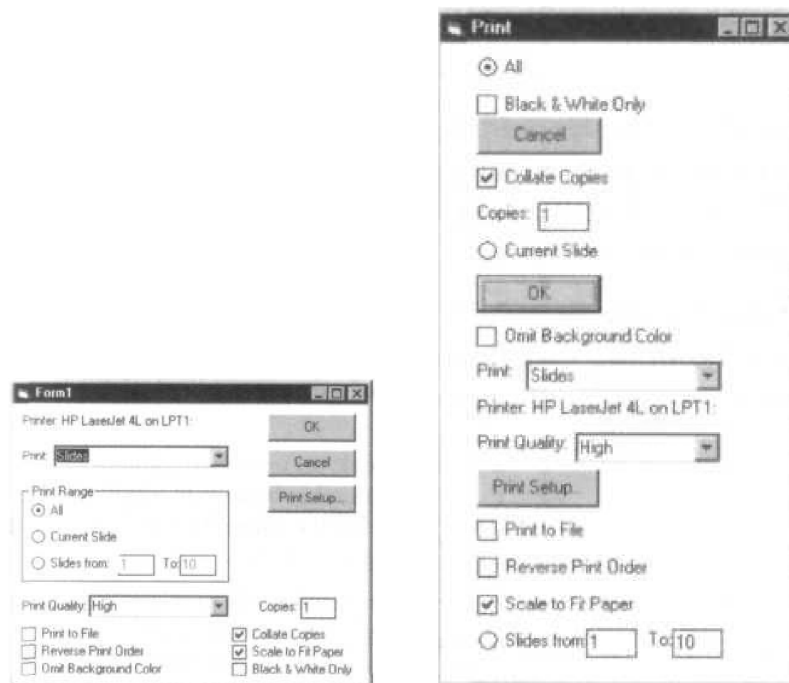 Form1
Printer: HP LaserJet 4L on LPT1:
OK
Print: Slides
Cancel
Print Range
Print Setup...
All
Current Slide
Slides from: 1 To: 10
Print Quality: High
Copies: 1
Print to File
Collate Copies
Reverse Print Order
Scale to Fit Paper
Omit Background Color
Black & White Only
Print
All
Black & White Only
Cancel
Collate Copies
Copies: 1
Current Slide
OK
Omit Background Color
Print: Slides
Printer: HP LaserJet 4L on LPT1:
Print Quality: High
Print Setup...
Print to File
Reverse Print Order
Scale to Fit Paper
Slides from: 1 To: 10